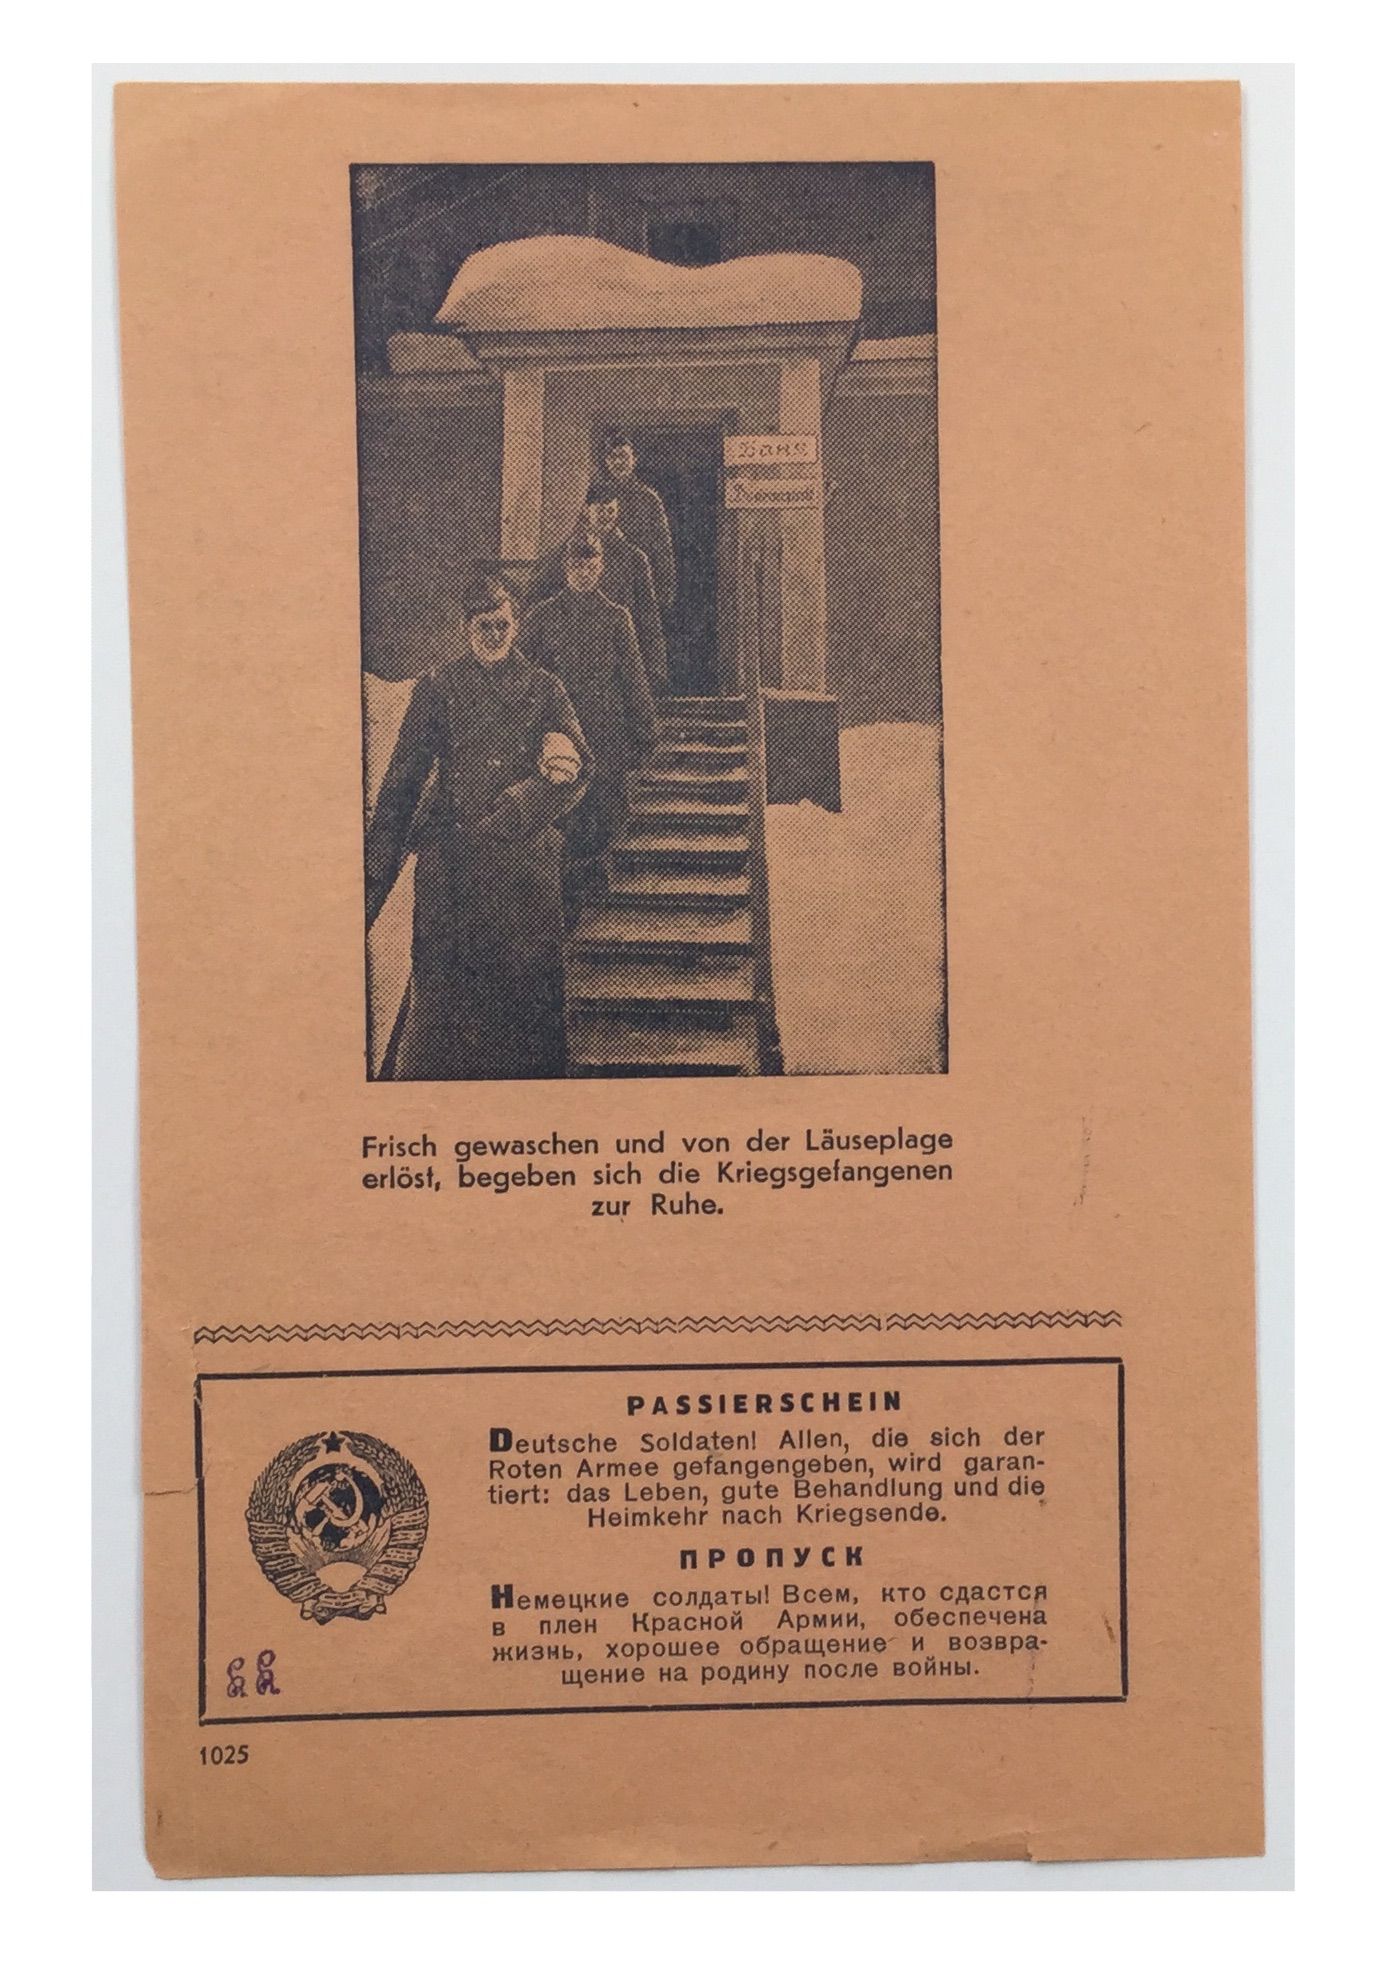 Баня
Frisch gewaschen und von der Läuseplage
erlöst, begeben sich die Kriegsgefangenen
zur Ruhe.
PASSIERSCHEIN
Deutsche Soldaten! Allen, die sich der
Roten Armee gefangengeben, wird garan-
tiert: das Leben, gute Behandlung und die
Heimkehr nach Kriegsende.
ПРОПУСК
Немецкие солдаты! Всем, кто сдастся
в плен Красной Армии, обеспечена
жизнь, хорошее обращение и возвра-
щение на родину после войны.
1025